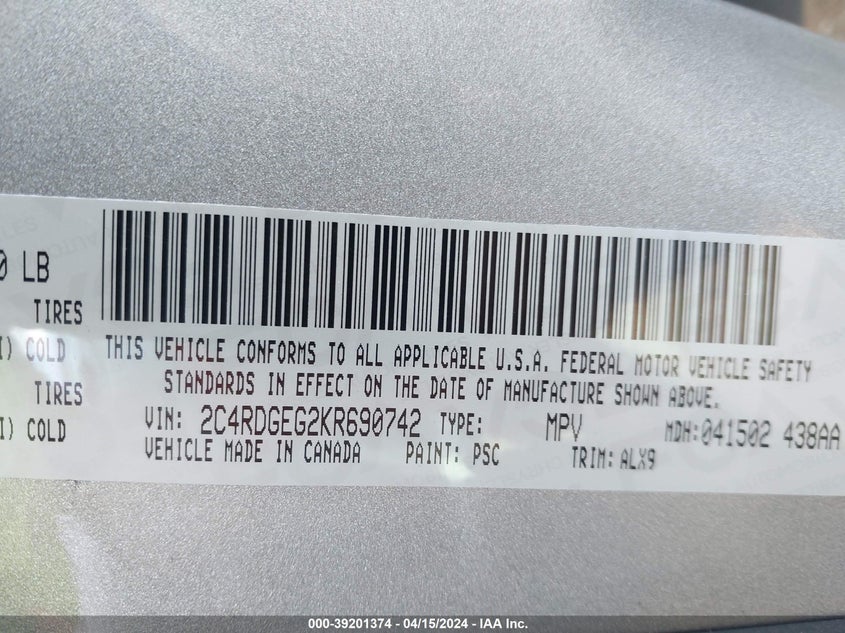 0 LB
TIRES
I) COLD
TIRES
I) COLD
THIS VEHICLE CONFORMS TO ALL APPLICABLE U.S.A. FEDERAL MOTOR VEHICLE SAFETY
STANDARDS IN EFFECT ON THE DATE OF MANUFACTURE SHOWN ABOVE.
VIN: 2C4RDGEG2KR690742 TYPE: MPV MDH:041502 438AA
VEHICLE MADE IN CANADA PAINT: PSC TRIM: ALX9
000-39201374 - 04/15/2024 - IAA Inc.